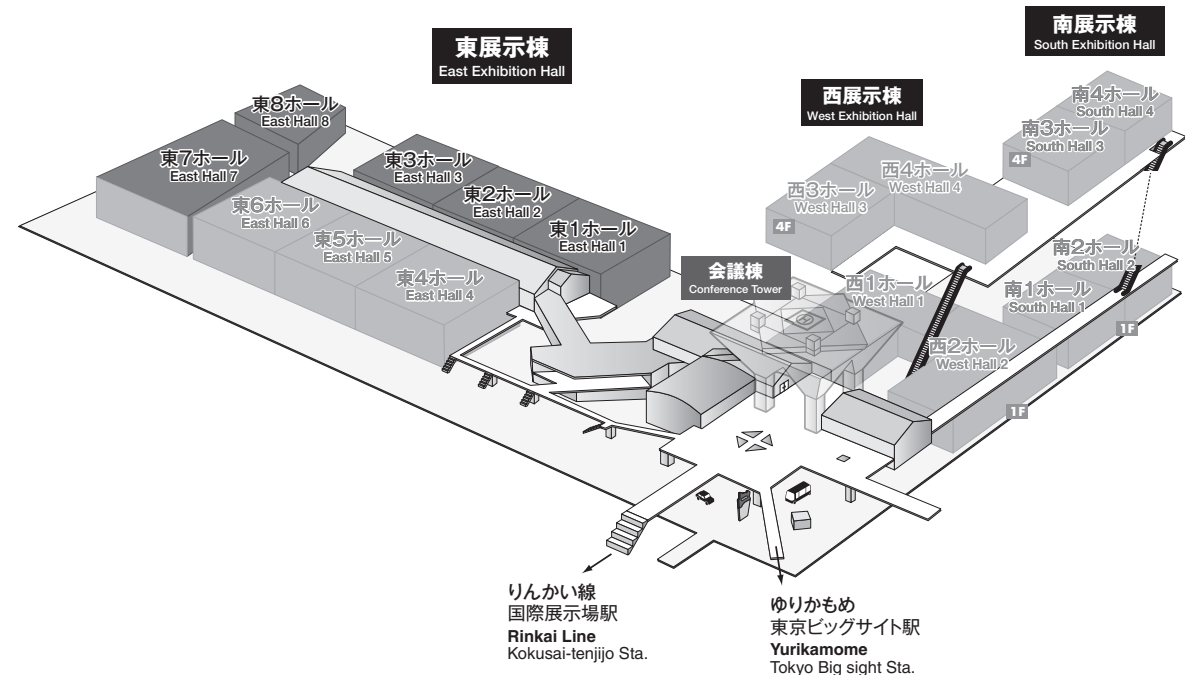 東展示棟
East Exhibition Hall
南展示棟
South Exhibition Hall
西展示棟
West Exhibition Hall
東8ホール
East Hall 8
東7ホール
East Hall 7
東6ホール
East Hall 6
東5ホール
East Hall 5
東4ホール
East Hall 4
東3ホール
East Hall 3
東2ホール
East Hall 2
東1ホール
East Hall 1
西3ホール
West Hall 3
4F
西4ホール
West Hall 4
南4ホール
South Hall 4
南3ホール
South Hall 3
4F
会議棟
Conference Tower
西1ホール
West Hall 1
西2ホール
West Hall 2
1F
南2ホール
South Hall 2
南1ホール
South Hall 1
1F
りんかい線
国際展示場駅
Rinkai Line
Kokusai-tenjijo Sta.
ゆりかもめ
東京ビッグサイト駅
Yurikamome
Tokyo Big sight Sta.